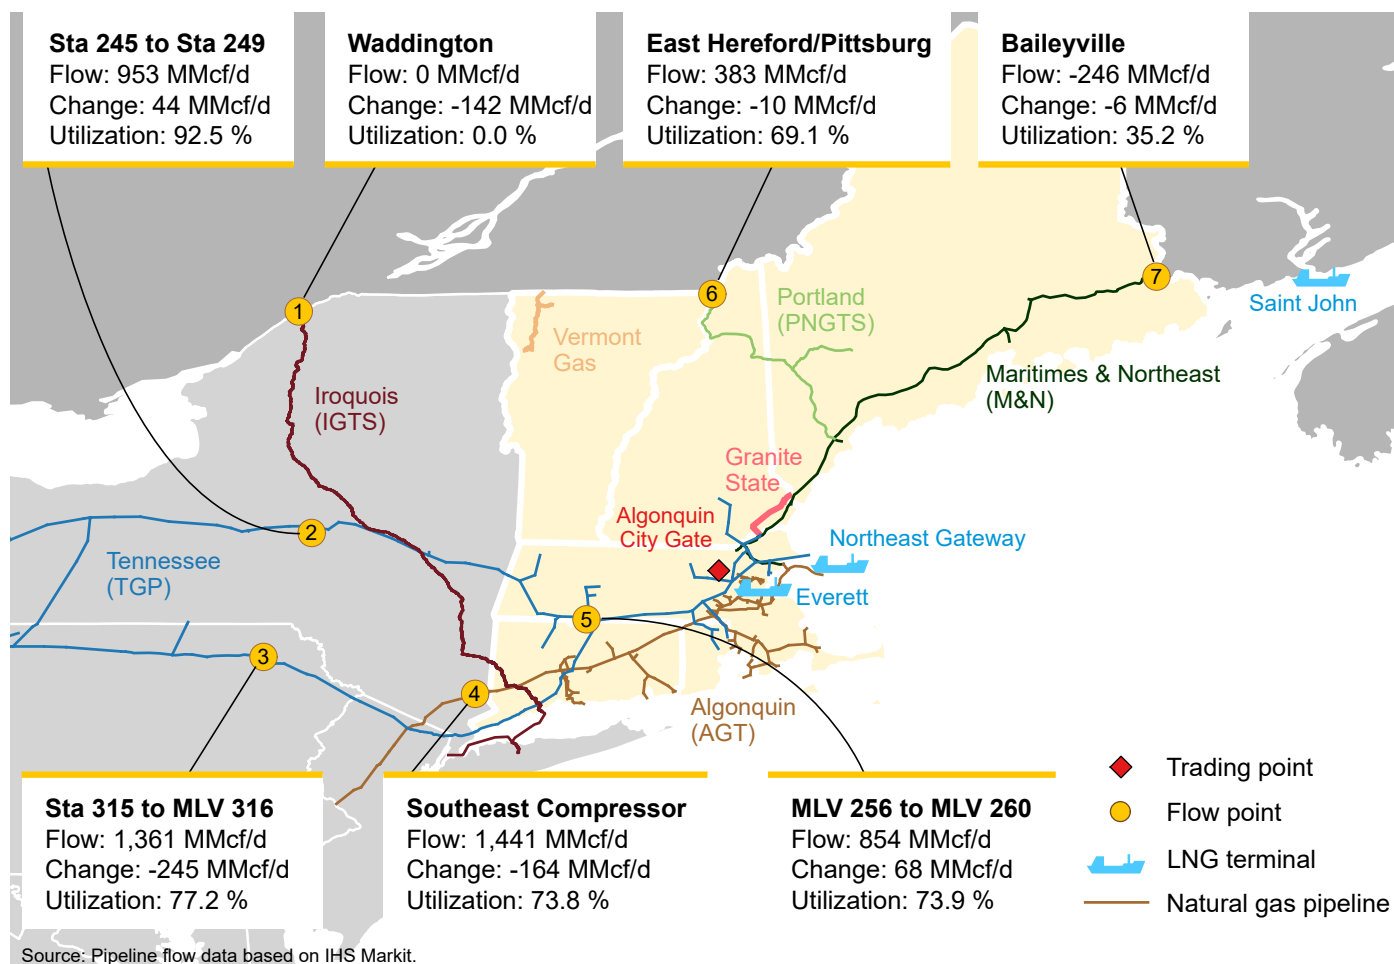 Sta 245 to Sta 249
Flow: 953 MMcf/d
Change: 44 MMcf/d
Utilization: 92.5 %
Waddington
Flow: 0 MMcf/d
Change: -142 MMcf/d
Utilization: 0.0 %
East Hereford/Pittsburg
Flow: 383 MMcf/d
Change: -10 MMcf/d
Utilization: 69.1 %
Baileyville
Flow: -246 MMcf/d
Change: -6 MMcf/d
Utilization: 35.2 %
1
6
7
Saint John
Portland
(PNGTS)
Vermont
Gas
Maritimes & Northeast
(M&N)
Iroquois
(IGTS)
Granite
State
Algonquin
City Gate
2
Northeast Gateway
Tennessee
(TGP)
Everett
5
3
4
Algonquin
(AGT)
Sta 315 to MLV 316
Flow: 1,361 MMcf/d
Change: -245 MMcf/d
Utilization: 77.2 %
Southeast Compressor
Flow: 1,441 MMcf/d
Change: -164 MMcf/d
Utilization: 73.8 %
MLV 256 to MLV 260
Flow: 854 MMcf/d
Change: 68 MMcf/d
Utilization: 73.9 %
Trading point
Flow point
LNG terminal
Natural gas pipeline
Source: Pipeline flow data based on IHS Markit.